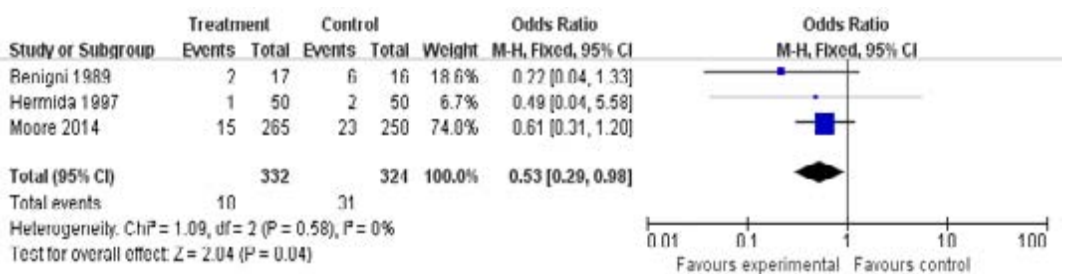 Treatment Control Odds Ratio Odds Ratio
Study or Subgroup Events Total Events Total Weight M-H, Fixed, 95% CI M-H, Fixed, 95% CI
Benigni 1989 2 17 6 16 18.6% 0.22 [0.04, 1.33]
Hermida 1997 1 50 2 50 6.7% 0.49 [0.04, 5.58]
Moore 2014 15 265 23 258 74.8% 0.61 [0.31, 1.20]
Total (95% CI) 332 324 100.0% 0.53 [0.29, 0.98]
Total events 18 31
Heterogeneity: Chi² = 1.09, df = 2 (P = 0.58), I² = 0%
Test for overall effect: Z = 2.04 (P = 0.04)
0.01 0.1 1 10 100
Favours experimental Favours control